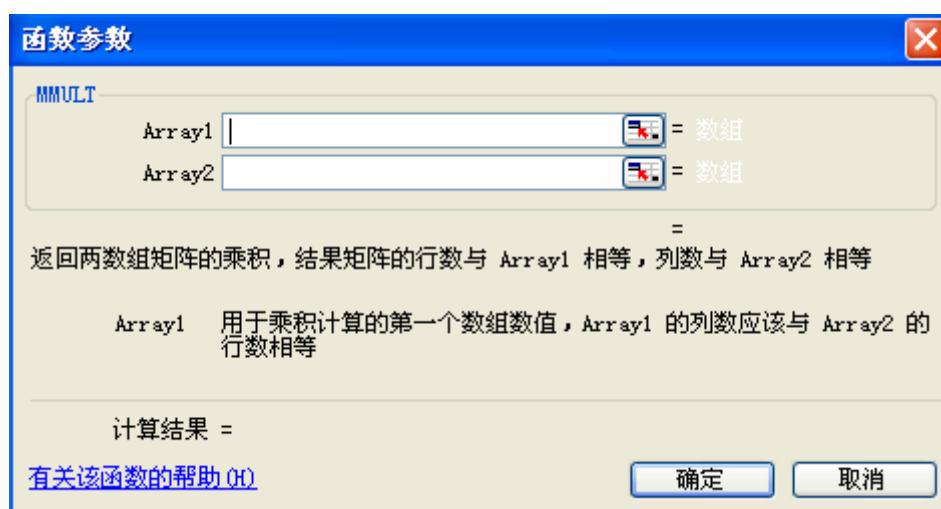 函数参数
MMULT
Array1 = 数组
Array2 = 数组
=
返回两数组矩阵的乘积，结果矩阵的行数与 Array1 相等，列数与 Array2 相等
Array1 用于乘积计算的第一个数组数值，Array1 的列数应该与 Array2 的
行数相等
计算结果 =
有关该函数的帮助(H) 确定 取消